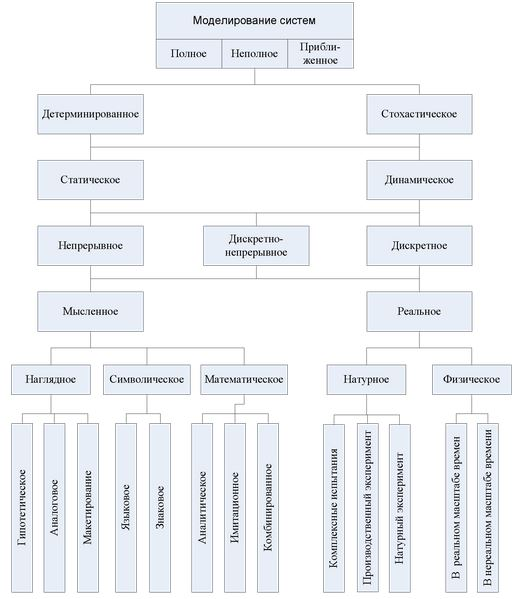 Моделирование систем
Полное
Неполное
Прибли-
женное
Детерминированное
Стохастическое
Статическое
Динамическое
Непрерывное
Дискретно-
непрерывное
Дискретное
Мысленное
Реальное
Наглядное
Символическое
Математическое
Натурное
Физическое
Гипотетическое
Аналоговое
Макетирование
Языковое
Знаковое
Аналитическое
Имитационное
Комбинированное
Комплексные испытания
Производственный эксперимент
Натурный эксперимент
В реальном масштабе времен
В нереальном масштабе времени